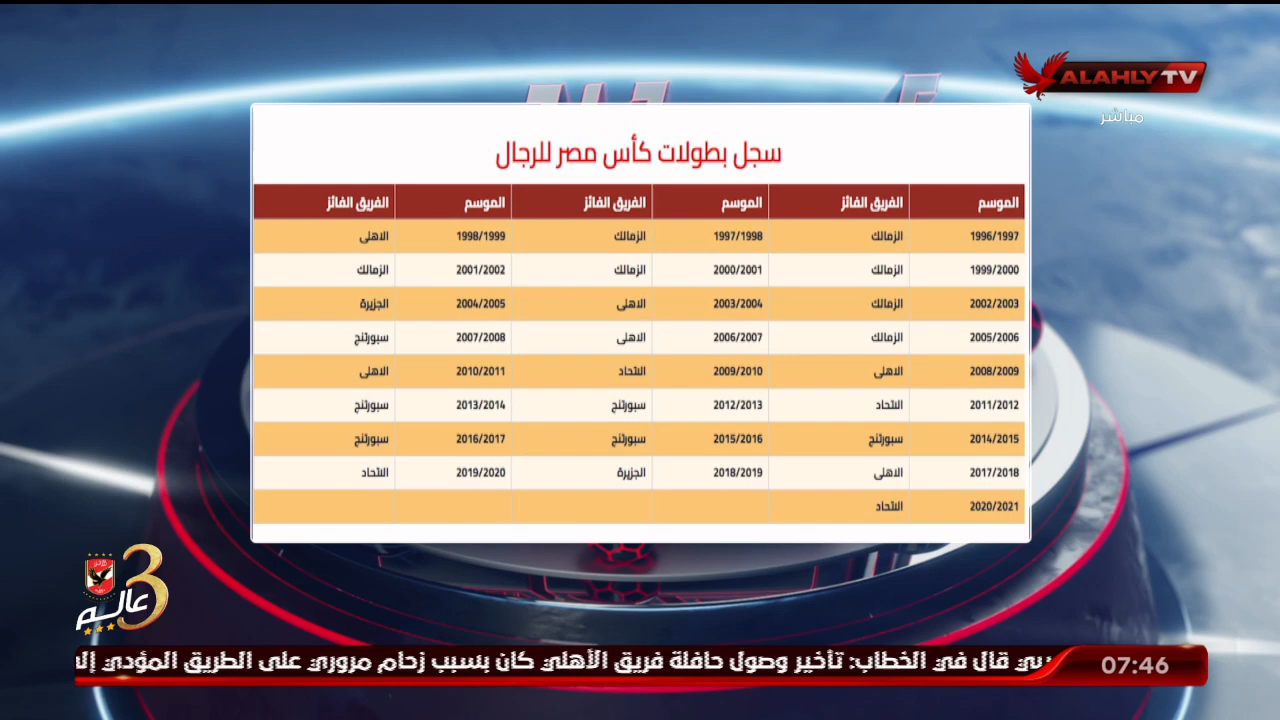 ALAHLY TV
مباشر
سجل بطولات كأس مصر للرجال
الموسم الفريق الفائز الموسم الفريق الفائز الموسم الفريق الفائز
1996/1997 الزمالك 1997/1998 الزمالك 1998/1999 الاهلى
1999/2000 الزمالك 2000/2001 الزمالك 2001/2002 الزمالك
2002/2003 الزمالك 2003/2004 الاهلى 2004/2005 الجزيرة
2005/2006 الزمالك 2006/2007 الاهلى 2007/2008 سبورتنج
2008/2009 الاهلى 2009/2010 الاتحاد 2010/2011 الاهلى
2011/2012 الاتحاد 2012/2013 سبورتنج 2013/2014 سبورتنج
2014/2015 سبورتنج 2015/2016 سبورتنج 2016/2017 سبورتنج
2017/2018 الاهلى 2018/2019 الجزيرة 2019/2020 الاتحاد
2020/2021 الاتحاد
3 عالم
07:46 قال في الخطاب: تأخير وصول حافلة فريق الأهلي كان بسبب زحام مروري على الطريق المؤدي